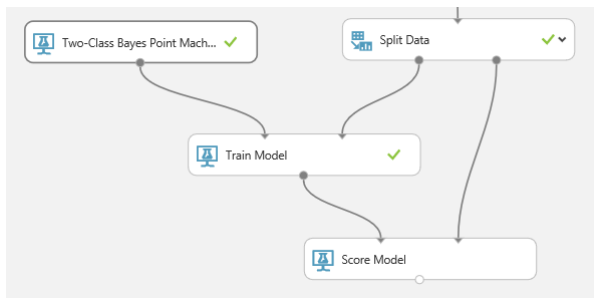 Two-Class Bayes Point Mach...
Split Data
Train Model
Score Model